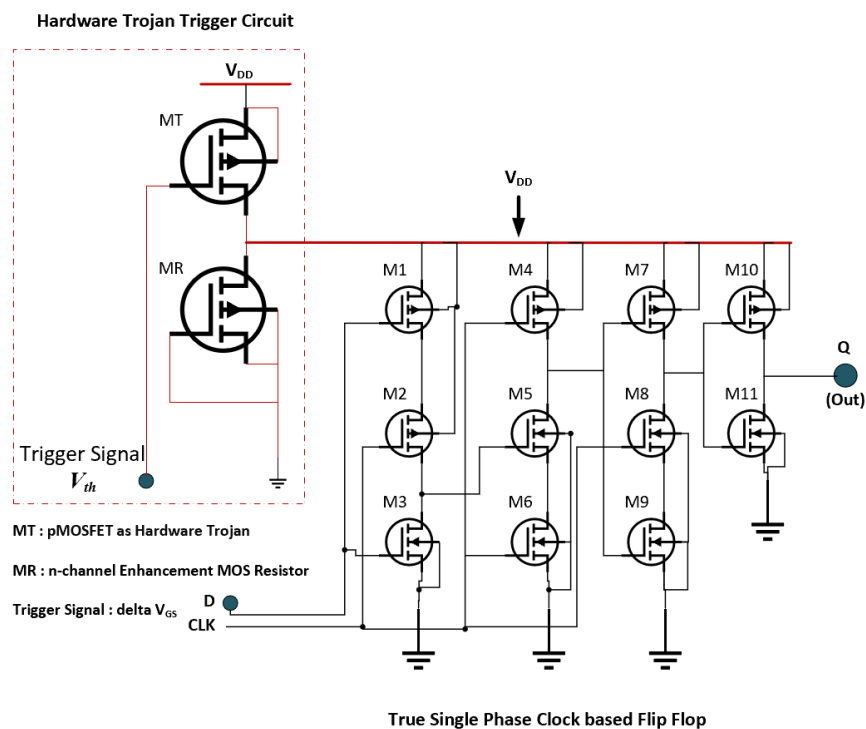 Hardware Trojan Trigger Circuit
VDD
MT
MR
Trigger Signal
Vth
VDD
M1
M4
M7
M10
Q
(Out)
M2
M5
M8
M11
M3
M6
M9
MT : pMOSFET as Hardware Trojan
MR : n-channel Enhancement MOS Resistor
Trigger Signal : delta VGS
D
CLK
True Single Phase Clock based Flip Flop